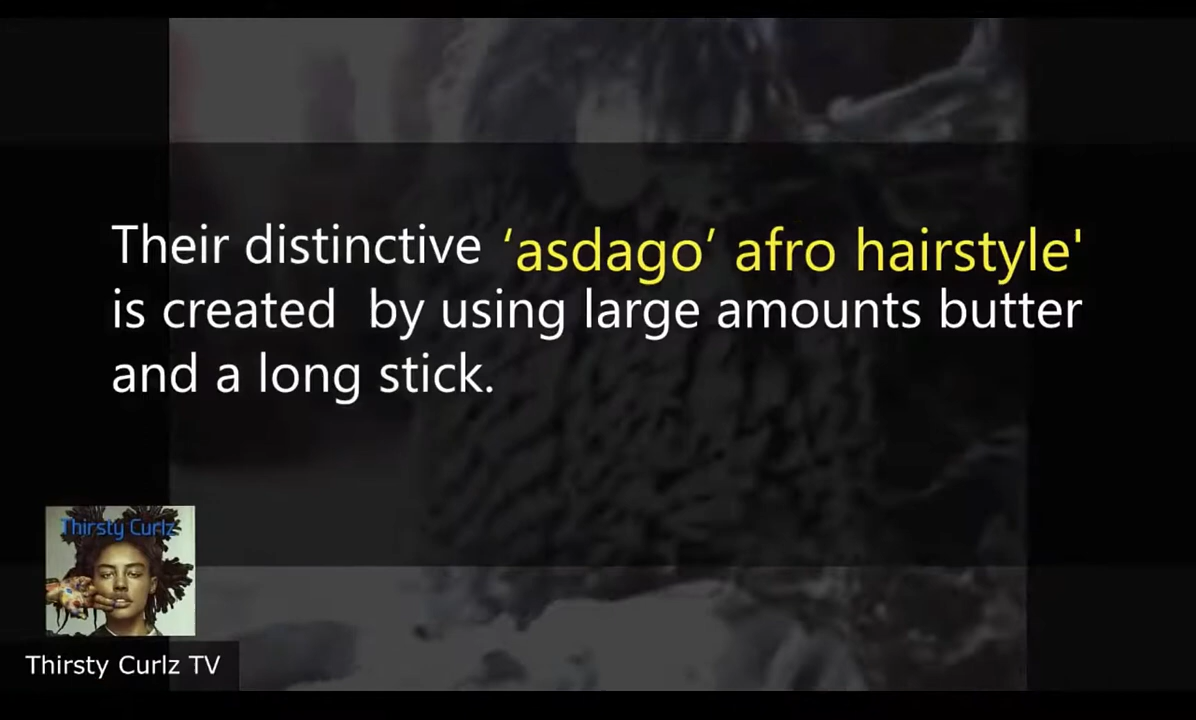 Their distinctive ‘asdago’ afro hairstyle'
is created  by using large amounts butter
and a long stick.
Thirsty Curlz
Thirsty Curlz TV